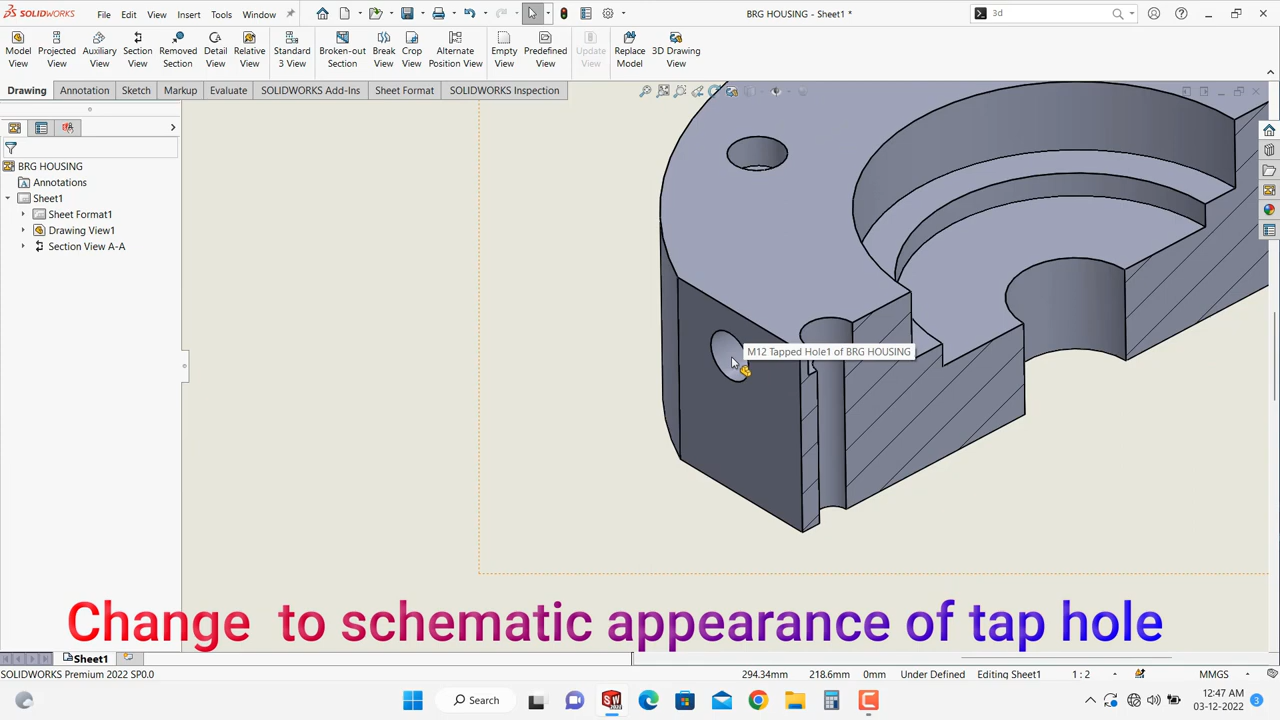 SOLIDWORKS
File
Edit
View
Insert
Tools
Window
BRG HOUSING - Sheet1 *
3d
Model
View
Projected
View
Auxiliary
View
Section
View
Removed
Section
Detail
View
Relative
View
Standard
3 View
Broken-out
Section
Break
View
Crop
View
Alternate
Position View
Empty
View
Predefined
View
Update
View
Replace
Model
3D Drawing
View
Drawing
Annotation
Sketch
Markup
Evaluate
SOLIDWORKS Add-Ins
Sheet Format
SOLIDWORKS Inspection
BRG HOUSING
Annotations
Sheet1
Sheet Format1
Drawing View1
Section View A-A
M12 Tapped Hole1 of BRG HOUSING
Change to schematic appearance of tap hole
Sheet1
SOLIDWORKS Premium 2022 SP0.0
294.34mm
218.6mm
0mm
Under Defined
Editing Sheet1
1 : 2
MMGS
Search
12:47 AM
03-12-2022
3